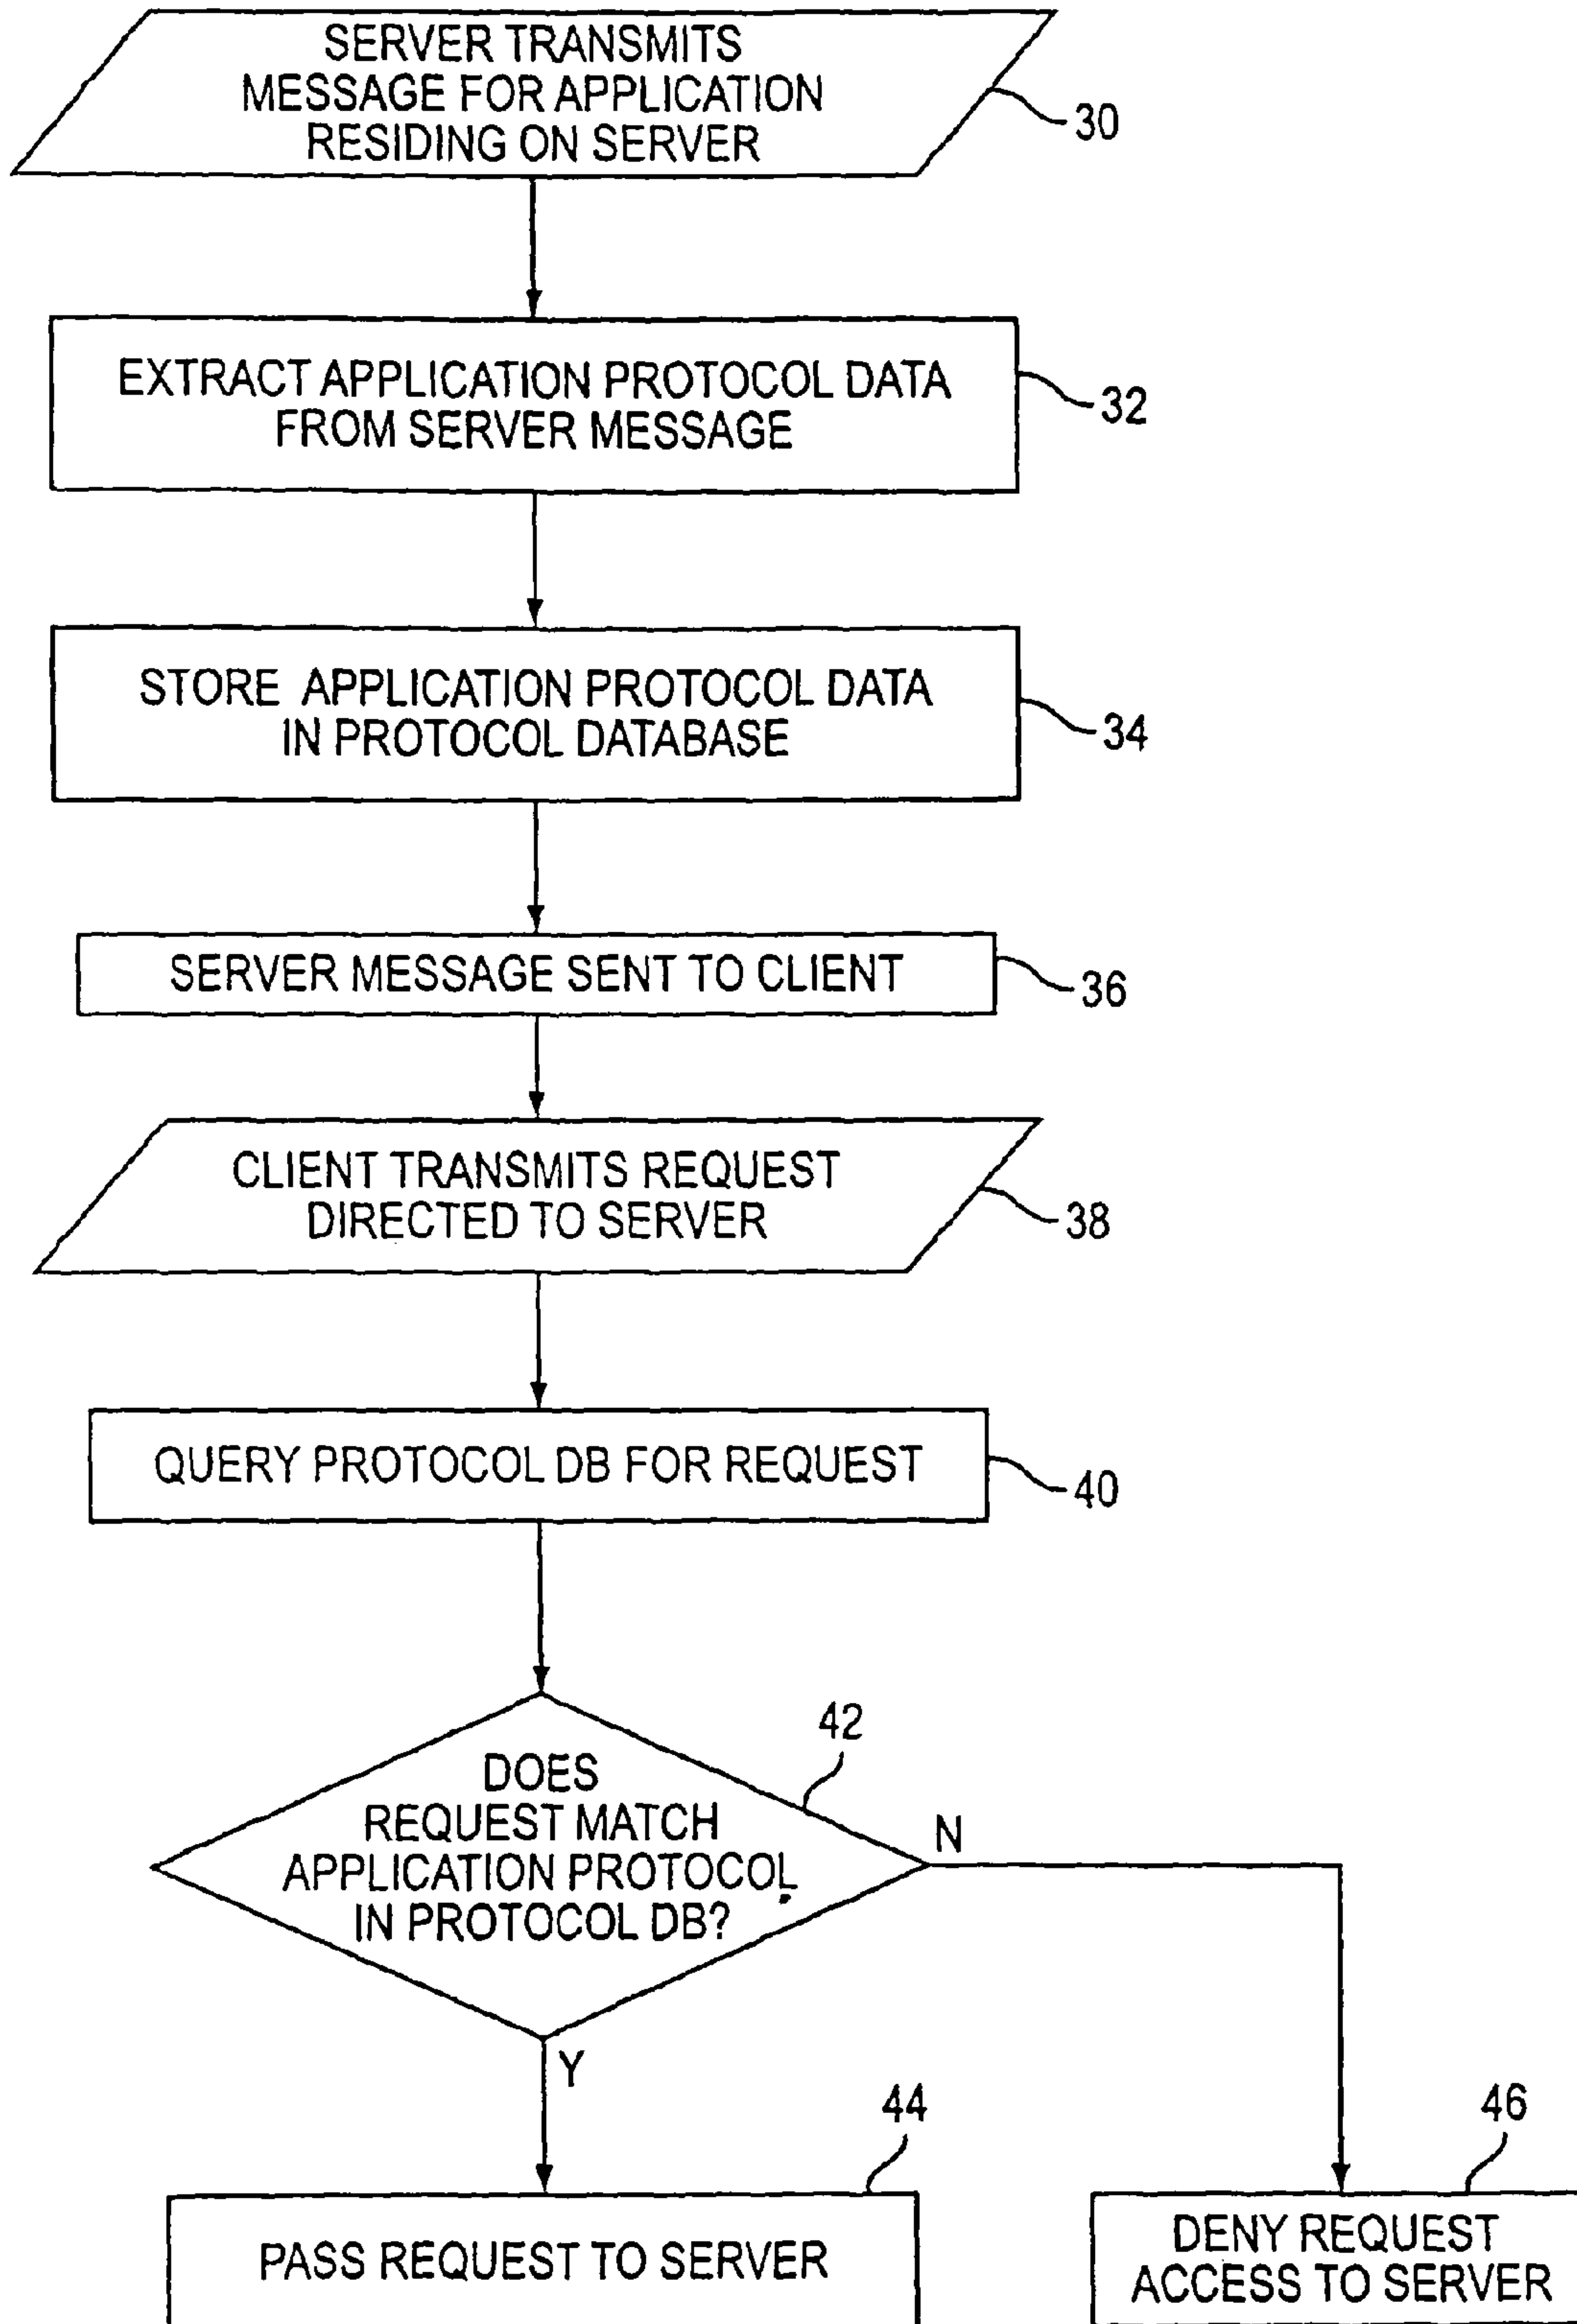 SERVER TRANSMITS
MESSAGE FOR APPLICATION
RESIDING ON SERVER
30
EXTRACT APPLICATION PROTOCOL DATA
FROM SERVER MESSAGE
32
STORE APPLICATION PROTOCOL DATA
IN PROTOCOL DATABASE
34
SERVER MESSAGE SENT TO CLIENT
36
CLIENT TRANSMITS REQUEST
DIRECTED TO SERVER
38
QUERY PROTOCOL DB FOR REQUEST
40
42
DOES
REQUEST MATCH
APPLICATION PROTOCOL
IN PROTOCOL DB?
N
Y
44
46
PASS REQUEST TO SERVER
DENY REQUEST
ACCESS TO SERVER